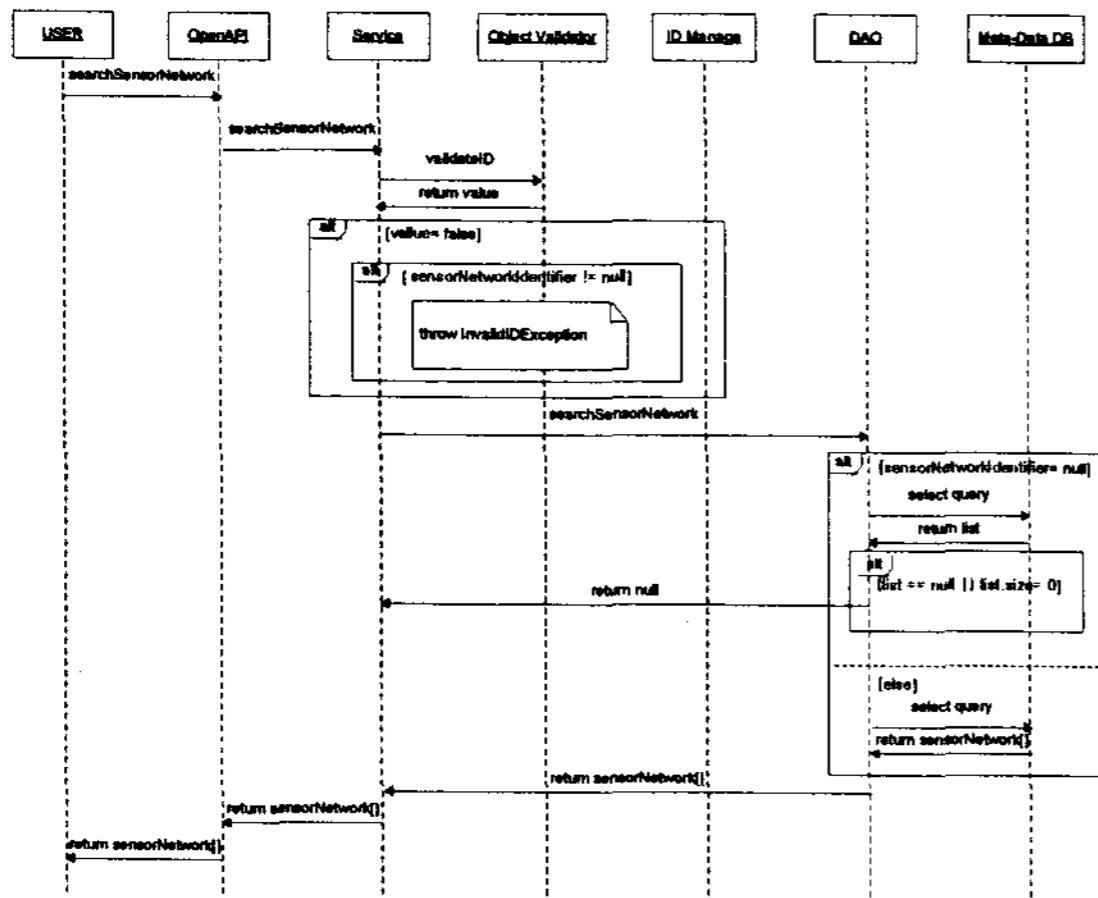 USER
OpenAPI
Service
Object Validator
ID Manage
DAO
Meta-Data DB
searchSensorNetwork
searchSensorNetwork
validateID
return value
alt
[vallue= false]
alt
[ sensorNetworkIdentifier != null]
throw InvalidIDException
searchSensorNetwork
alt
[sensorNetworkIdentifier= null]
select query
return list
alt
[list == null || list.size= 0]
return null
[else]
select query
return sensorNetwork[]
return sensorNetwork[]
return sensorNetwork[]
return sensorNetwork[]